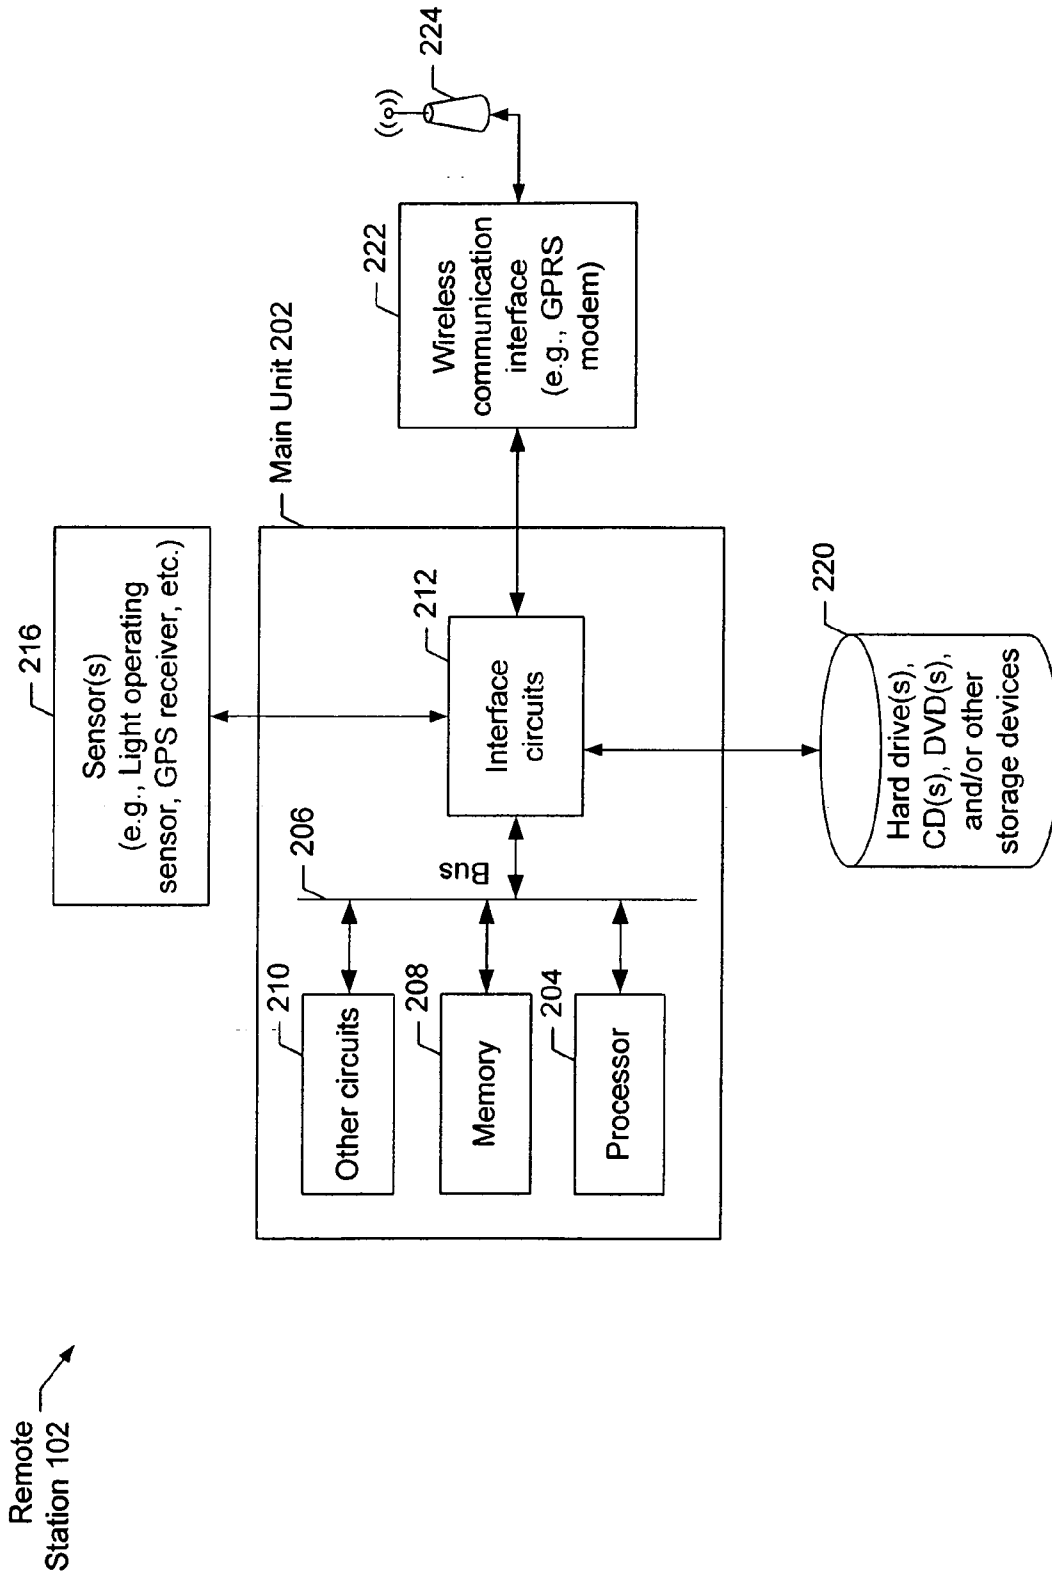 Remote
Station 102
216
Sensor(s)
(e.g., Light operating
sensor, GPS receiver, etc.)
Main Unit 202
210
Other circuits
206
Bus
208
Memory
204
Processor
212
Interface
circuits
222
Wireless
communication
interface
(e.g., GPRS
modem)
224
220
Hard drive(s),
CD(s), DVD(s),
and/or other
storage devices